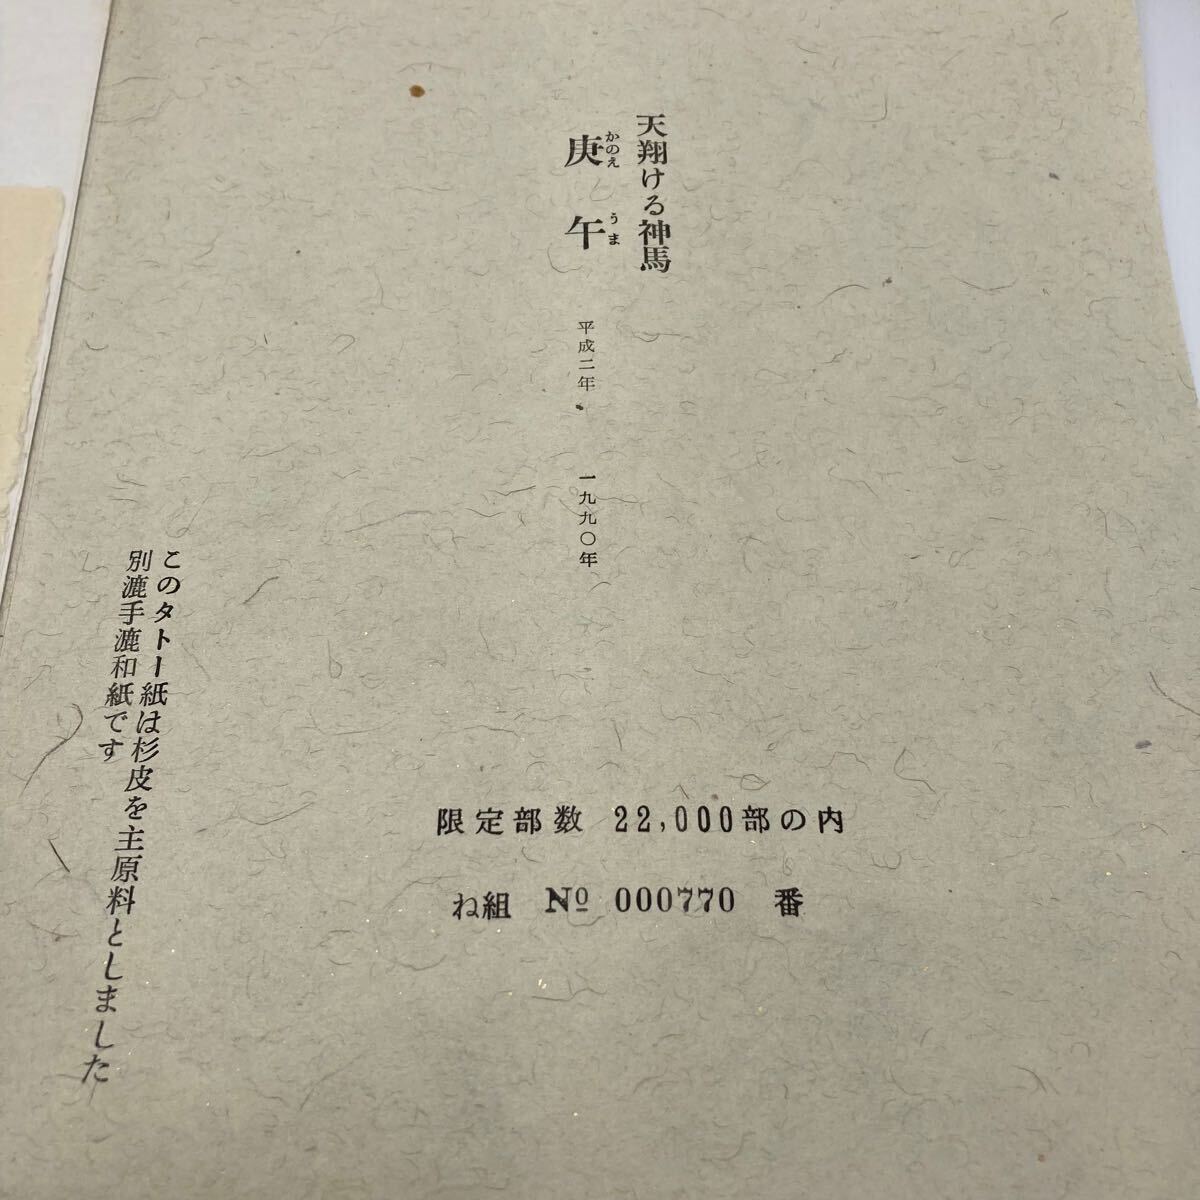 天翔ける神馬
庚午
かのえ
うま
平成二年
一九九〇年
このタトー紙は杉皮を主原料としました
別漉手漉和紙です
限定部数 22,000部の内
ね組 Nº 000770 番